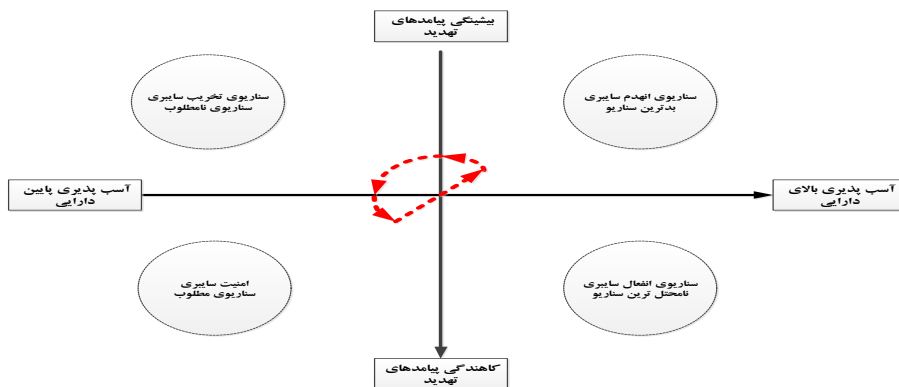 بیشینگی پیامدهای
تهدید
سناریوی انهدم سایبری
بدترین سناریو
سناریوی تخریب سایبری
سناریوی نامطلوب
آسب پذیری بالای
دارایی
آسب پذیری پایین
دارایی
سناریوی انفعال سایبری
نامحتل ترین سناریو
امنیت سایبری
سناریوی مطلوب
کاهندگی پیامدهای
تهدید